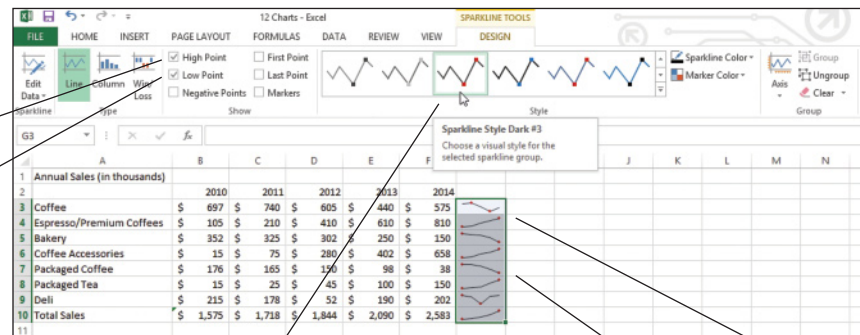 12 Charts - Excel
SPARKLINE TOOLS
FILE HOME INSERT PAGE LAYOUT FORMULAS DATA REVIEW VIEW DESIGN
Edit Data
Line
Column
Win/Loss
High Point
First Point
Low Point
Last Point
Negative Points
Markers
Sparkline Color
Marker Color
Axis
Group
Ungroup
Clear
Sparkline Type Show Style Group
G3
fx
Sparkline Style Dark #3
Choose a visual style for the
selected sparkline group.
A B C D E F J K L M N
1 Annual Sales (in thousands)
2 2010 2011 2012 2013 2014
3 Coffee $ 697 $ 740 $ 605 $ 440 $ 575
4 Espresso/Premium Coffees $ 105 $ 210 $ 410 $ 610 $ 810
5 Bakery $ 352 $ 325 $ 302 $ 250 $ 150
6 Coffee Accessories $ 15 $ 75 $ 280 $ 402 $ 658
7 Packaged Coffee $ 176 $ 165 $ 150 $ 98 $ 38
8 Packaged Tea $ 15 $ 25 $ 45 $ 100 $ 150
9 Deli $ 215 $ 178 $ 52 $ 190 $ 202
10 Total Sales $ 1,575 $ 1,718 $ 1,844 $ 2,090 $ 2,583
11